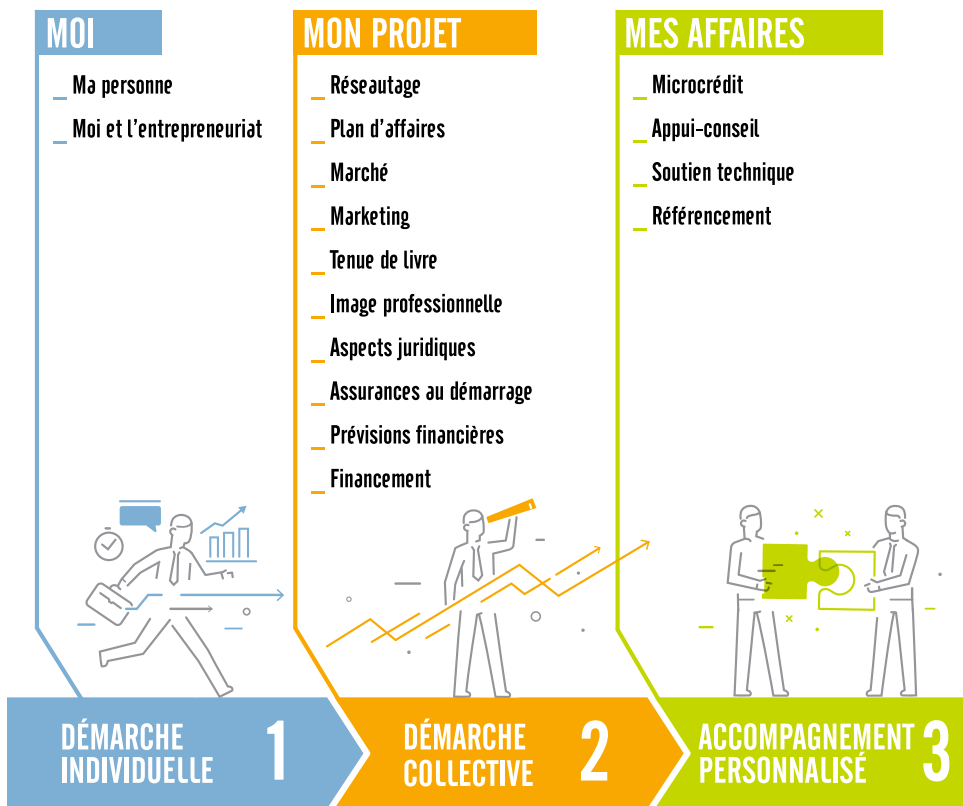 MOI
Ma personne
Moi et l'entrepreneuriat
MON PROJET
Réseautage
Plan d'affaires
Marché
Marketing
Tenue de livre
Image professionnelle
Aspects juridiques
Assurances au démarrage
Prévisions financières
Financement
MES AFFAIRES
Microcrédit
Appui-conseil
Soutien technique
Référencement
DÉMARCHE
INDIVIDUELLE
1
DÉMARCHE
COLLECTIVE
2
ACCOMPAGNEMENT
PERSONNALISÉ
3